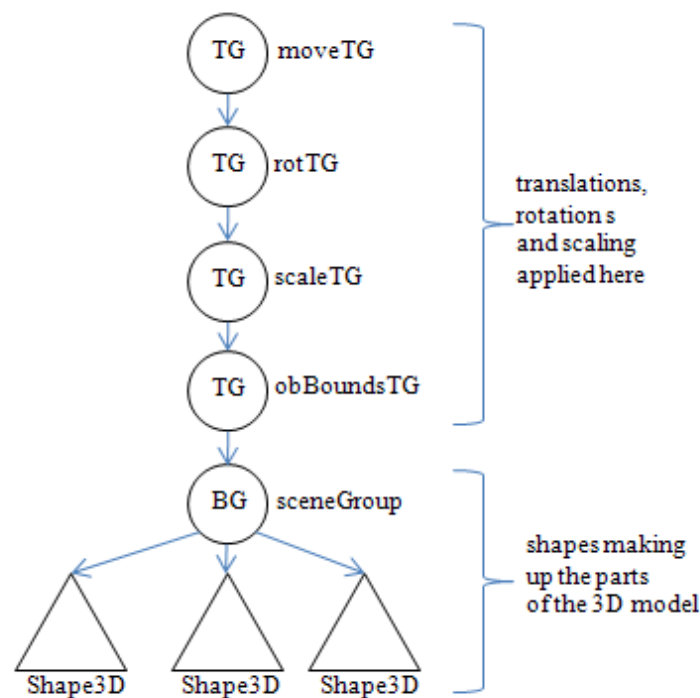 TG moveTG
TG rotTG
TG scaleTG
TG obBoundsTG
translations,
rotation s
and scaling
applied here
BG sceneGroup
Shape3D Shape3D Shape3D
shapes making
up the parts
of the 3D model